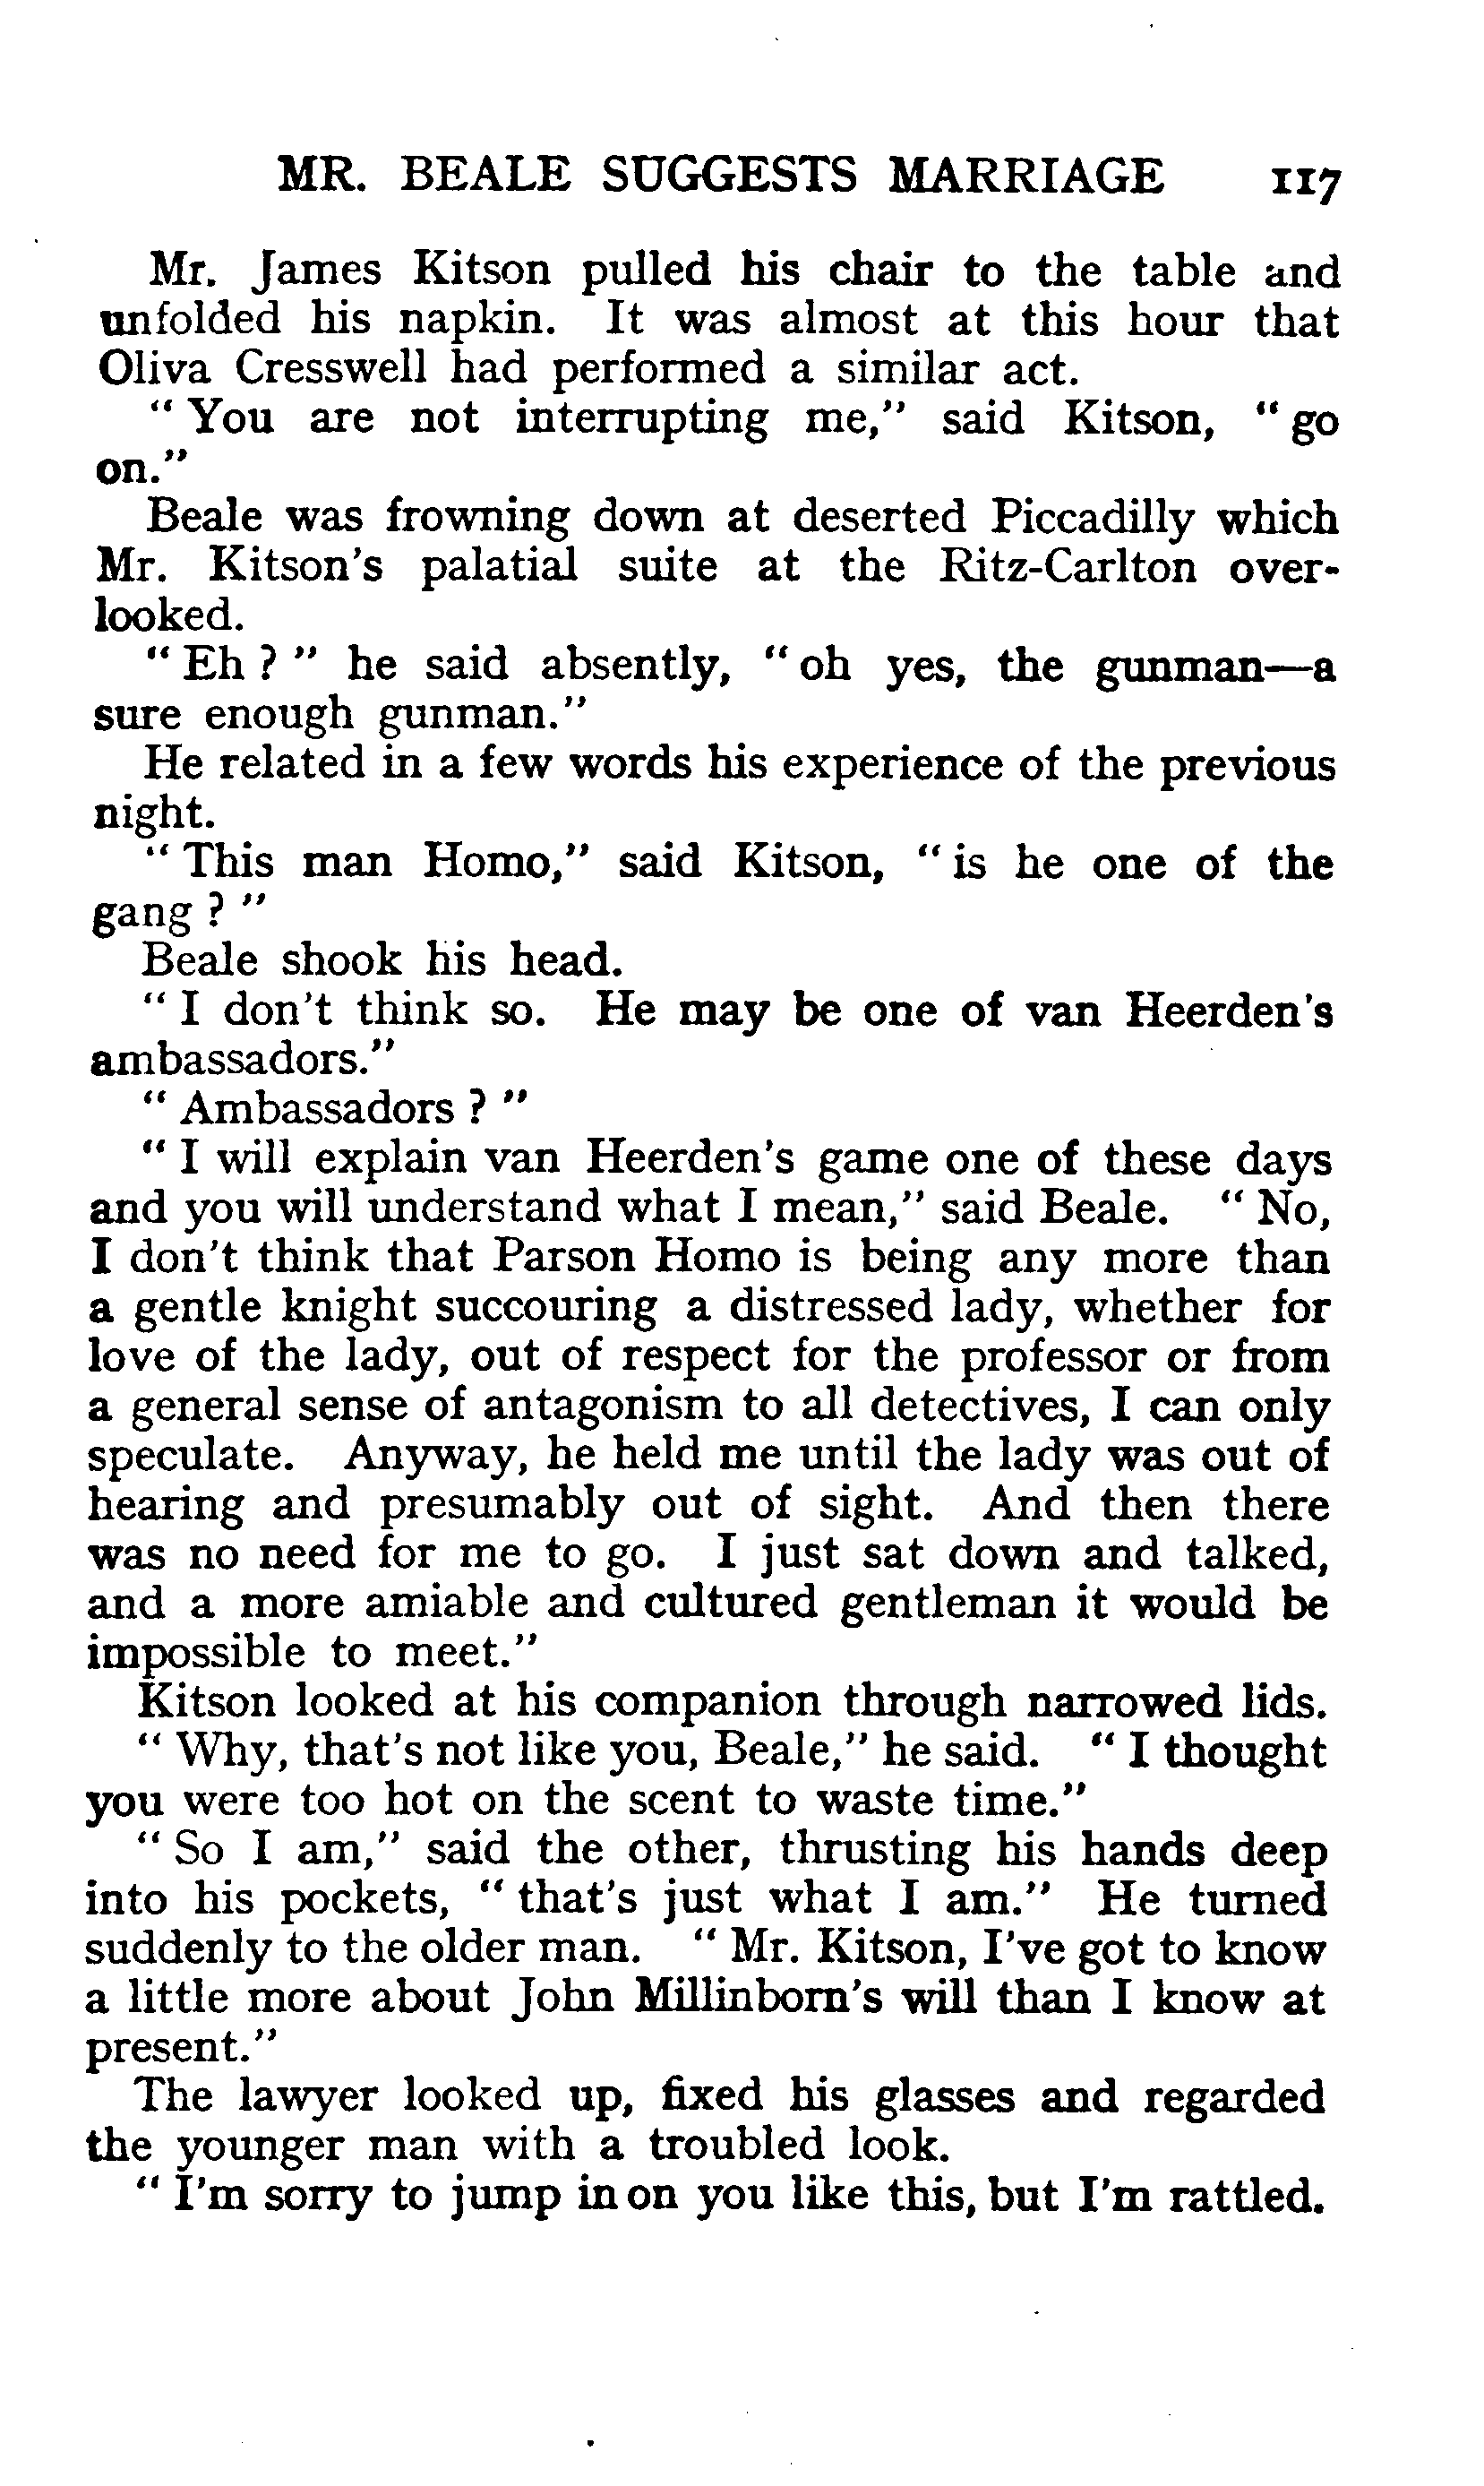 MR. BEALE SUGGESTS MARRIAGE 117
Mr. James Kitson pulled his chair to the table and
unfolded his napkin. It was almost at this hour that
Oliva Cresswell had performed a similar act.
" You are not interrupting me," said Kitson, " go
on."
Beale was frowning down at deserted Piccadilly which
Mr. Kitson's palatial suite at the Ritz-Carlton over-
looked.
" Eh ? " he said absently, " oh yes, the gunman—a
sure enough gunman."
He related in a few words his experience of the previous
night.
" This man Homo," said Kitson, " is he one of the
gang ? "
Beale shook his head.
" I don't think so. He may be one of van Heerden's
ambassadors."
" Ambassadors ? "
" I will explain van Heerden's game one of these days
and you will understand what I mean," said Beale. " No,
I don't think that Parson Homo is being any more than
a gentle knight succouring a distressed lady, whether for
love of the lady, out of respect for the professor or from
a general sense of antagonism to all detectives, I can only
speculate. Anyway, he held me until the lady was out of
hearing and presumably out of sight. And then there
was no need for me to go. I just sat down and talked,
and a more amiable and cultured gentleman it would be
impossible to meet."
Kitson looked at his companion through narrowed lids.
" Why, that's not like you, Beale," he said. " I thought
you were too hot on the scent to waste time."
" So I am," said the other, thrusting his hands deep
into his pockets, " that's just what I am." He turned
suddenly to the older man. " Mr. Kitson, I've got to know
a little more about John Millinborn's will than I know at
present."
The lawyer looked up, fixed his glasses and regarded
the younger man with a troubled look.
" I'm sorry to jump in on you like this, but I'm rattled.